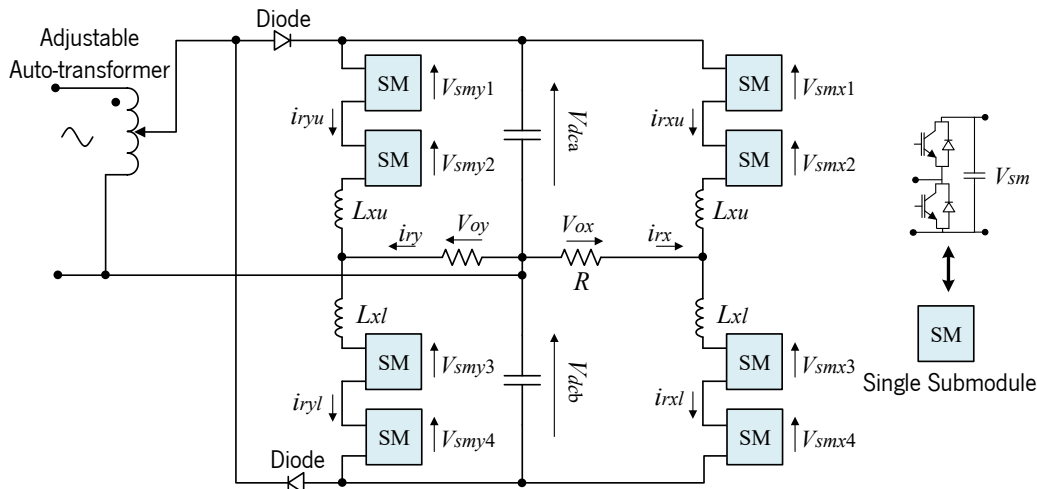 Diode
Adjustable
Auto-transformer
SM
Vsmy1
iryu
SM
Vsmy2
Lxu
Vdca
SM
Vsmx1
irxu
SM
Vsmx2
Lxu
Vsm
iry
Voy
Vox
irx
R
Lxl
SM
Vsmy3
iryl
SM
Vsmy4
Vdcb
Lxl
SM
Vsmx3
irxl
SM
Vsmx4
SM
Single Submodule
Diode